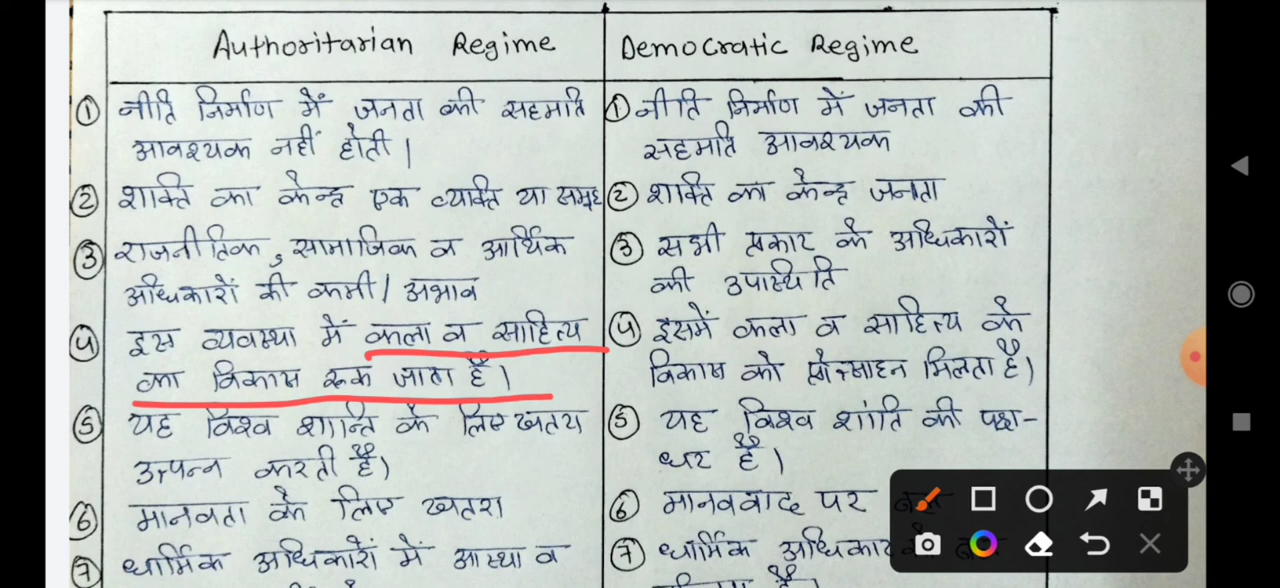 Authoritarian Regime
Democratic Regime
① नीति निर्माण में जनता की सहमति
आवश्यक नहीं होती।
② शक्ति का केन्द्र एक व्यक्ति या समूह
③ राजनीतिक, सामाजिक व आर्थिक
अधिकारों की कमी/अभाव
④ इस व्यवस्था में कला व साहित्य
का विकास रूक जाता है।
⑤ यह विश्व शान्ति के लिए खतरा
उत्पन्न करती है।
⑥ मानवता के लिए खतरा
⑦ धार्मिक अधिकारों में आस्था व
① नीति निर्माण में जनता की
सहमति आवश्यक
② शक्ति का केन्द्र जनता
③ सभी प्रकार के अधिकारों
की उपस्थिति
④ इसमें कला व साहित्य के
विकास को प्रोत्साहन मिलता है।
⑤ यह विश्व शांति की पक्ष-
धर है।
⑥ मानववाद पर
⑦ धार्मिक